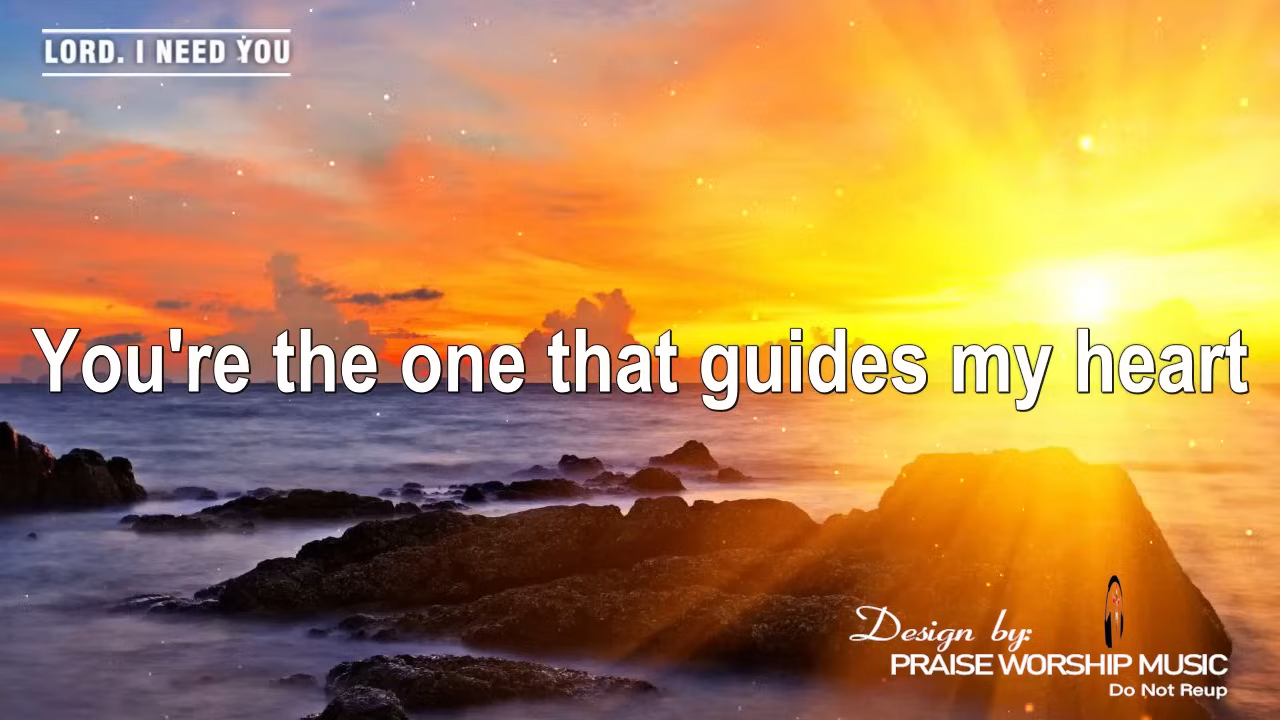 LORD. I NEED YOU
You're the one that guides my heart
Design by:
PRAISE WORSHIP MUSIC
Do Not Reup